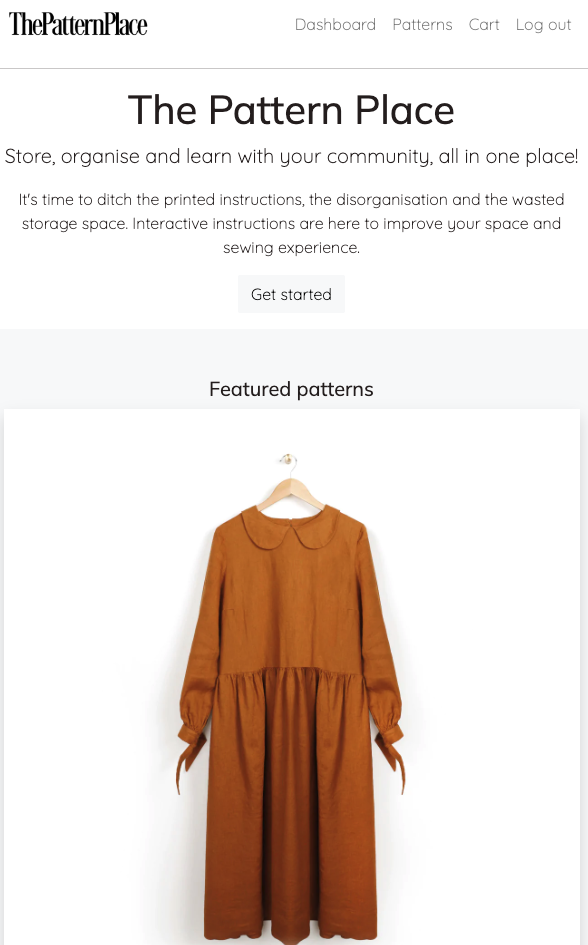 ThePatternPlace
Dashboard Patterns Cart Log out
The Pattern Place
Store, organise and learn with your community, all in one place!
It's time to ditch the printed instructions, the disorganisation and the wasted
storage space. Interactive instructions are here to improve your space and
sewing experience.
Get started
Featured patterns